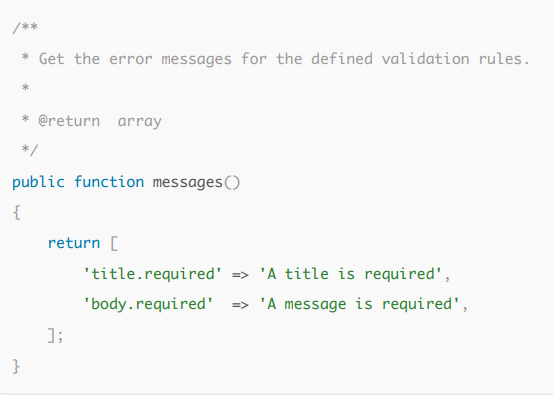 /**
 * Get the error messages for the defined validation rules.
 *
 * @return  array
 */
public function messages()
{
    return [
        'title.required' => 'A title is required',
        'body.required'  => 'A message is required',
    ];
}